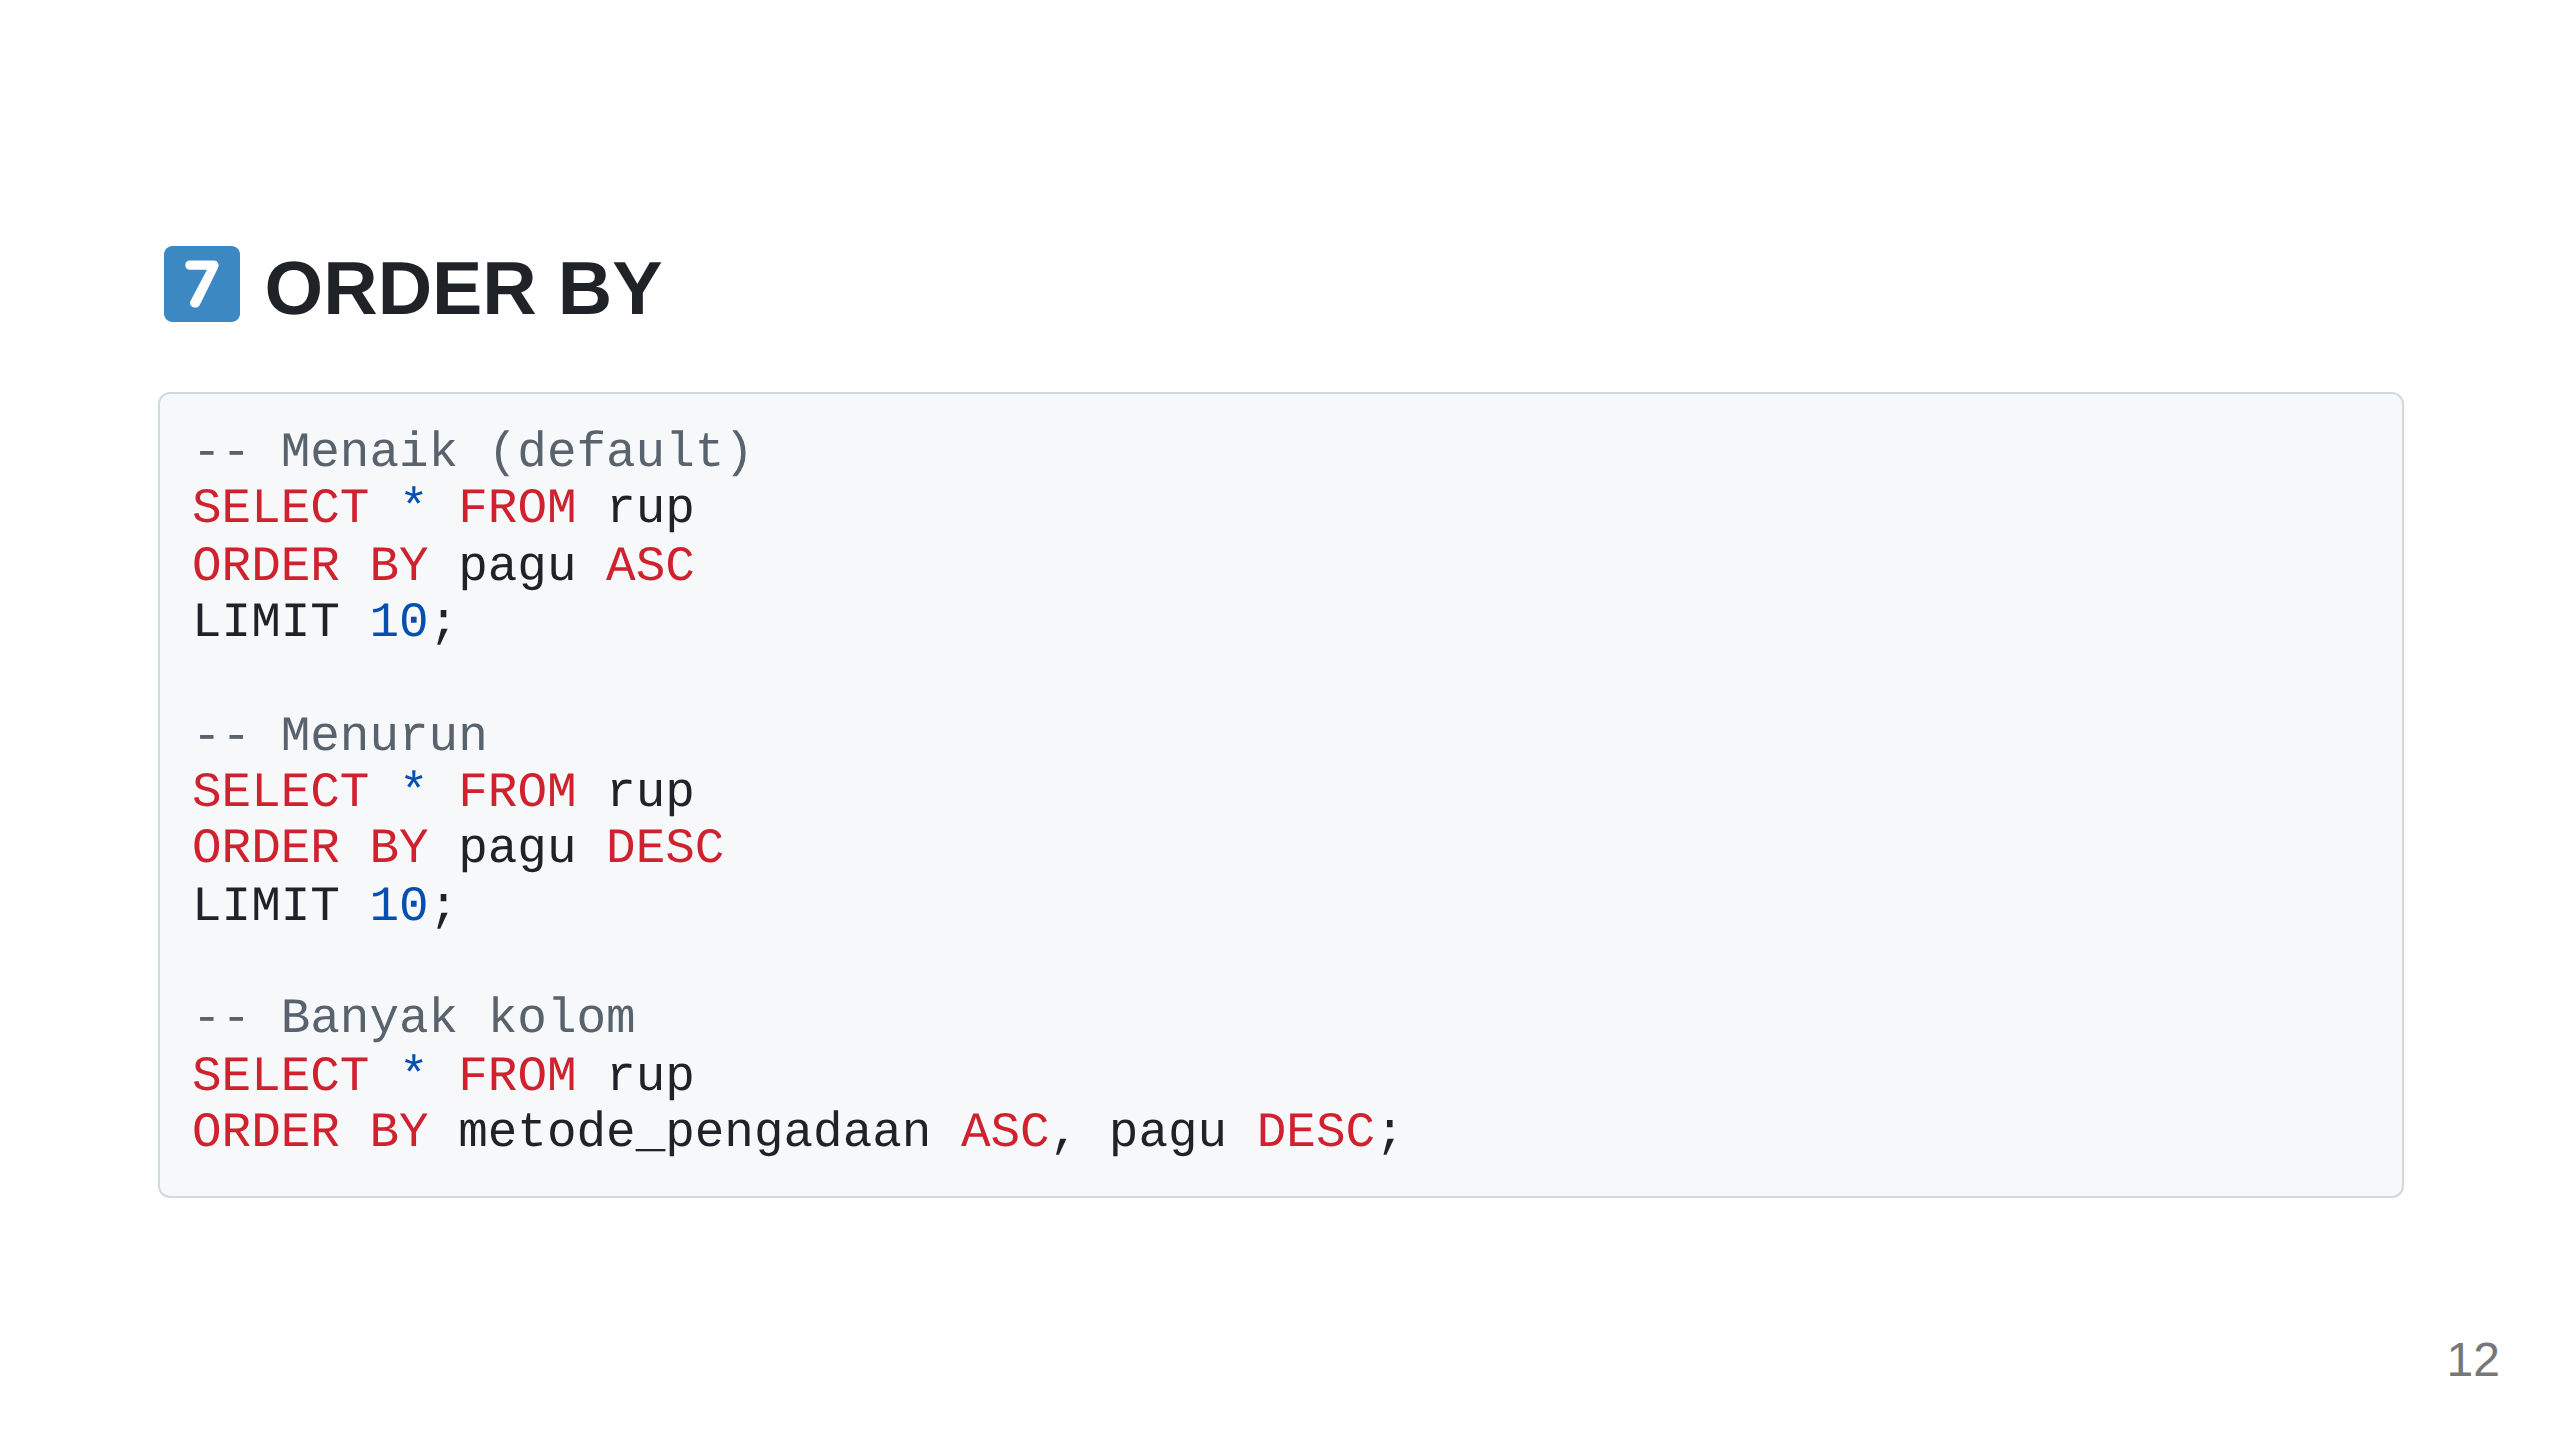 7 ORDER BY
-- Menaik (default)
SELECT * FROM rup
ORDER BY pagu ASC
LIMIT 10;
-- Menurun
SELECT * FROM rup
ORDER BY pagu DESC
LIMIT 10;
-- Banyak kolom
SELECT * FROM rup
ORDER BY metode_pengadaan ASC, pagu DESC;
12